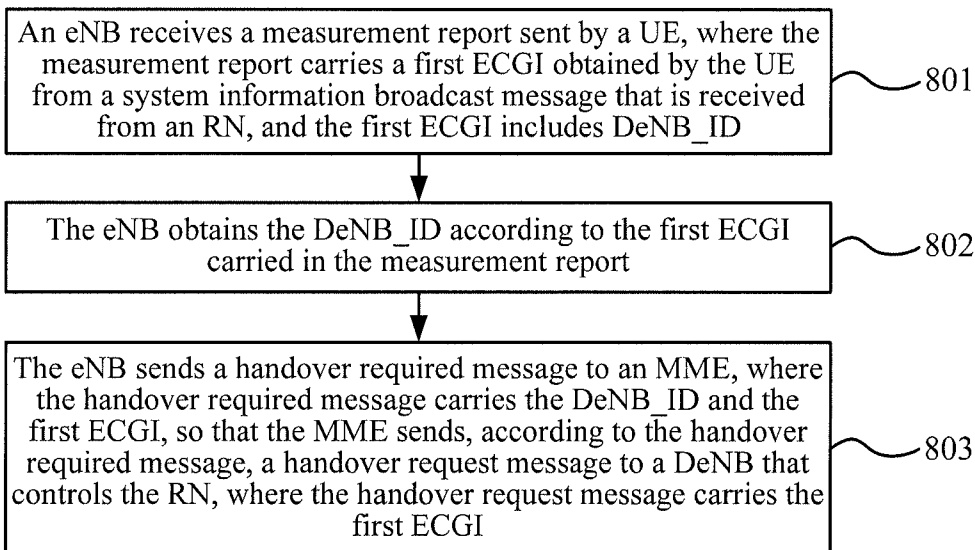 An eNB receives a measurement report sent by a UE, where the
measurement report carries a first ECGI obtained by the UE
from a system information broadcast message that is received
from an RN, and the first ECGI includes DeNB_ID
801
The eNB obtains the DeNB_ID according to the first ECGI
carried in the measurement report
802
The eNB sends a handover required message to an MME, where
the handover required message carries the DeNB_ID and the
first ECGI, so that the MME sends, according to the handover
required message, a handover request message to a DeNB that
controls the RN, where the handover request message carries the
first ECGI
803